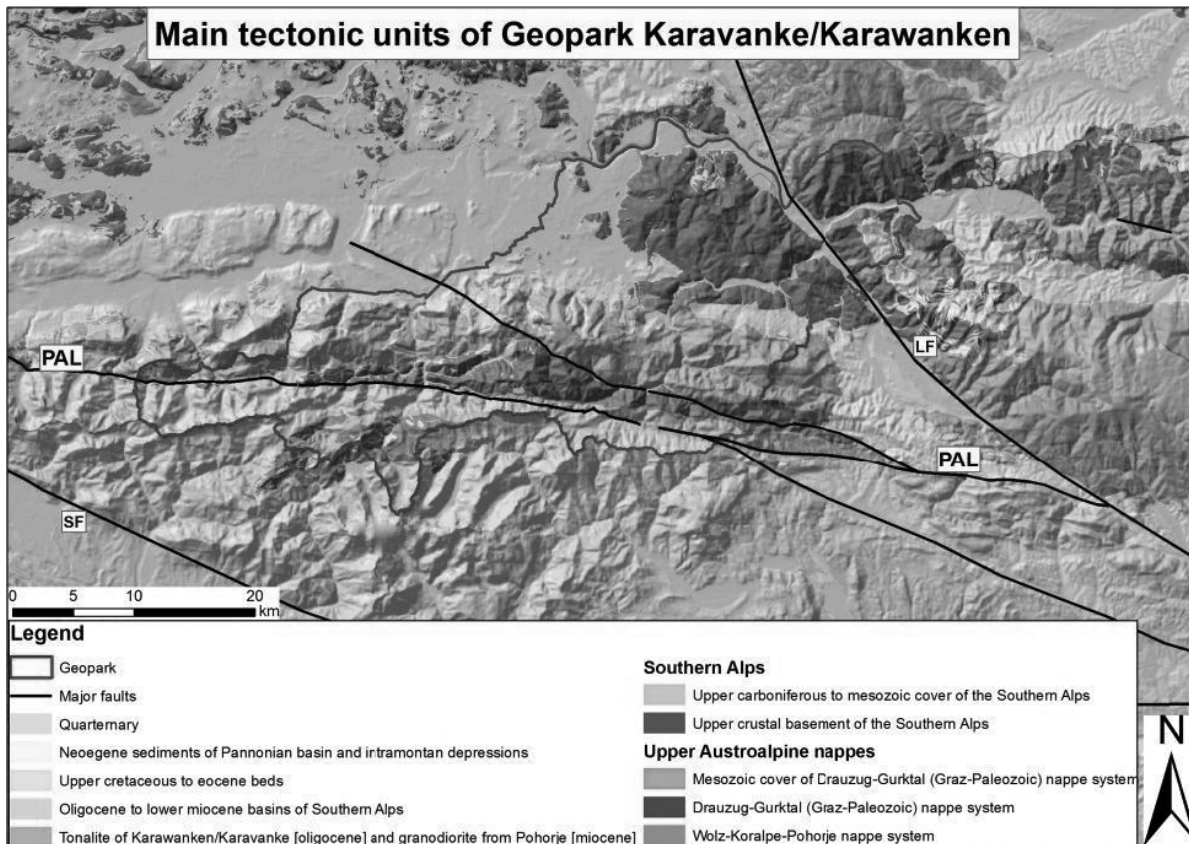 Main tectonic units of Geopark Karavanke/Karawanken
PAL
LF
PAL
SF
0 5 10 20
km
Legend
Geopark
Major faults
Quarternary
Neoegene sediments of Pannonian basin and intramontan depressions
Upper cretaceous to eocene beds
Oligocene to lower miocene basins of Southern Alps
Tonalite of Karawanken/Karavanke [oligocene] and granodiorite from Pohorje [miocene]
Southern Alps
Upper carboniferous to mesozoic cover of the Southern Alps
Upper crustal basement of the Southern Alps
Upper Austroalpine nappes
Mesozoic cover of Drauzug-Gurktal (Graz-Paleozoic) nappe system
Drauzug-Gurktal (Graz-Paleozoic) nappe system
Wolz-Koralpe-Pohorje nappe system
N